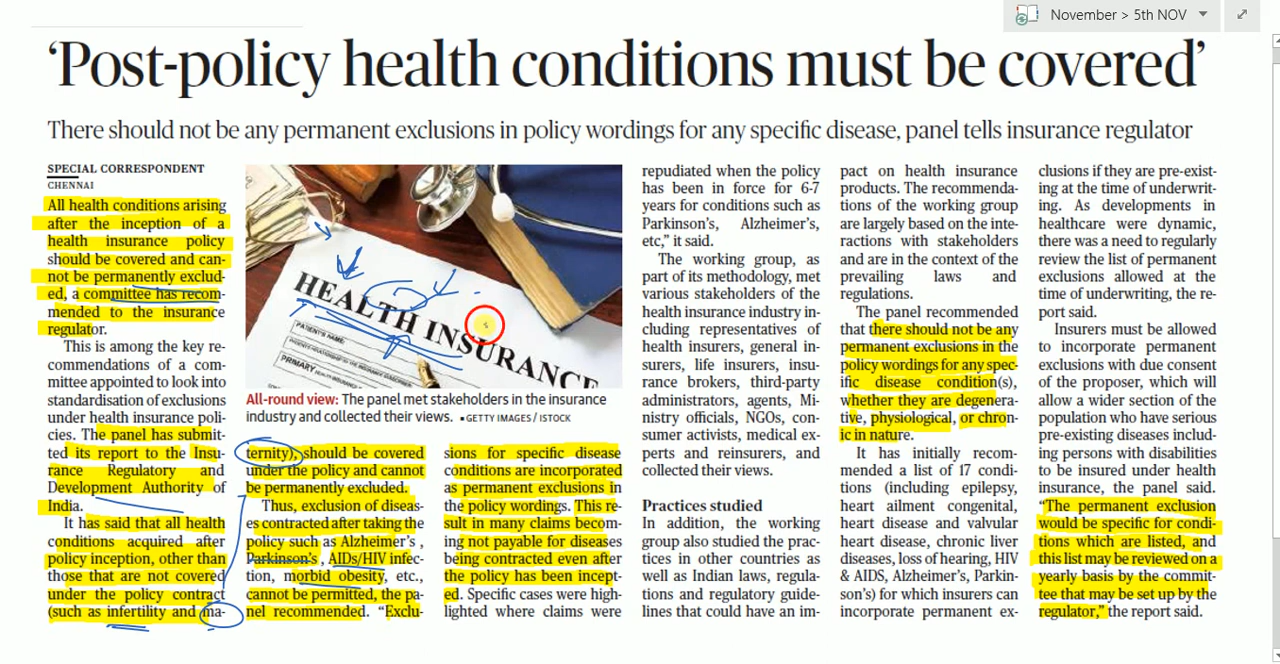 November > 5th NOV
‘Post-policy health conditions must be covered’
There should not be any permanent exclusions in policy wordings for any specific disease, panel tells insurance regulator
SPECIAL CORRESPONDENT
CHENNAI
All health conditions arising
after the inception of a
health insurance policy
should be covered and can-
not be permanently exclud-
ed, a committee has recom-
mended to the insurance
regulator.
This is among the key re-
commendations of a com-
mittee appointed to look into
standardisation of exclusions
under health insurance poli-
cies. The panel has submit-
ted its report to the Insu-
rance Regulatory and
Development Authority of
India.
It has said that all health
conditions acquired after
policy inception, other than
those that are not covered
under the policy contract
(such as infertility and ma-
HEALTH INSURANCE
PATIENT'S NAME:
PRIMARY
All-round view: The panel met stakeholders in the insurance
industry and collected their views. ▪GETTY IMAGES/ISTOCK
ternity), should be covered
under the policy and cannot
be permanently excluded.
Thus, exclusion of diseas-
es contracted after taking the
policy such as Alzheimer’s ,
Parkinson’s , AIDs/HIV infec-
tion, morbid obesity, etc.,
cannot be permitted, the pa-
nel recommended. “Exclu-
sions for specific disease
conditions are incorporated
as permanent exclusions in
the policy wordings. This re-
sult in many claims becom-
ing not payable for diseases
being contracted even after
the policy has been incept-
ed. Specific cases were high-
lighted where claims were
repudiated when the policy
has been in force for 6-7
years for conditions such as
Parkinson’s, Alzheimer’s,
etc,” it said.
The working group, as
part of its methodology, met
various stakeholders of the
health insurance industry in-
cluding representatives of
health insurers, general in-
surers, life insurers, insu-
rance brokers, third-party
administrators, agents, Mi-
nistry officials, NGOs, con-
sumer activists, medical ex-
perts and reinsurers, and
collected their views.
Practices studied
In addition, the working
group also studied the prac-
tices in other countries as
well as Indian laws, regula-
tions and regulatory guide-
lines that could have an im-
pact on health insurance
products. The recommenda-
tions of the working group
are largely based on the inte-
ractions with stakeholders
and are in the context of the
prevailing laws and
regulations.
The panel recommended
that there should not be any
permanent exclusions in the
policy wordings for any spec-
ific disease condition(s),
whether they are degenera-
tive, physiological, or chron-
ic in nature.
It has initially recom-
mended a list of 17 condi-
tions (including epilepsy,
heart ailment congenital,
heart disease and valvular
heart disease, chronic liver
diseases, loss of hearing, HIV
& AIDS, Alzheimer’s, Parkin-
son’s) for which insurers can
incorporate permanent ex-
clusions if they are pre-exist-
ing at the time of underwrit-
ing. As developments in
healthcare were dynamic,
there was a need to regularly
review the list of permanent
exclusions allowed at the
time of underwriting, the re-
port said.
Insurers must be allowed
to incorporate permanent
exclusions with due consent
of the proposer, which will
allow a wider section of the
population who have serious
pre-existing diseases includ-
ing persons with disabilities
to be insured under health
insurance, the panel said.
“The permanent exclusion
would be specific for condi-
tions which are listed, and
this list may be reviewed on a
yearly basis by the commit-
tee that may be set up by the
regulator,” the report said.